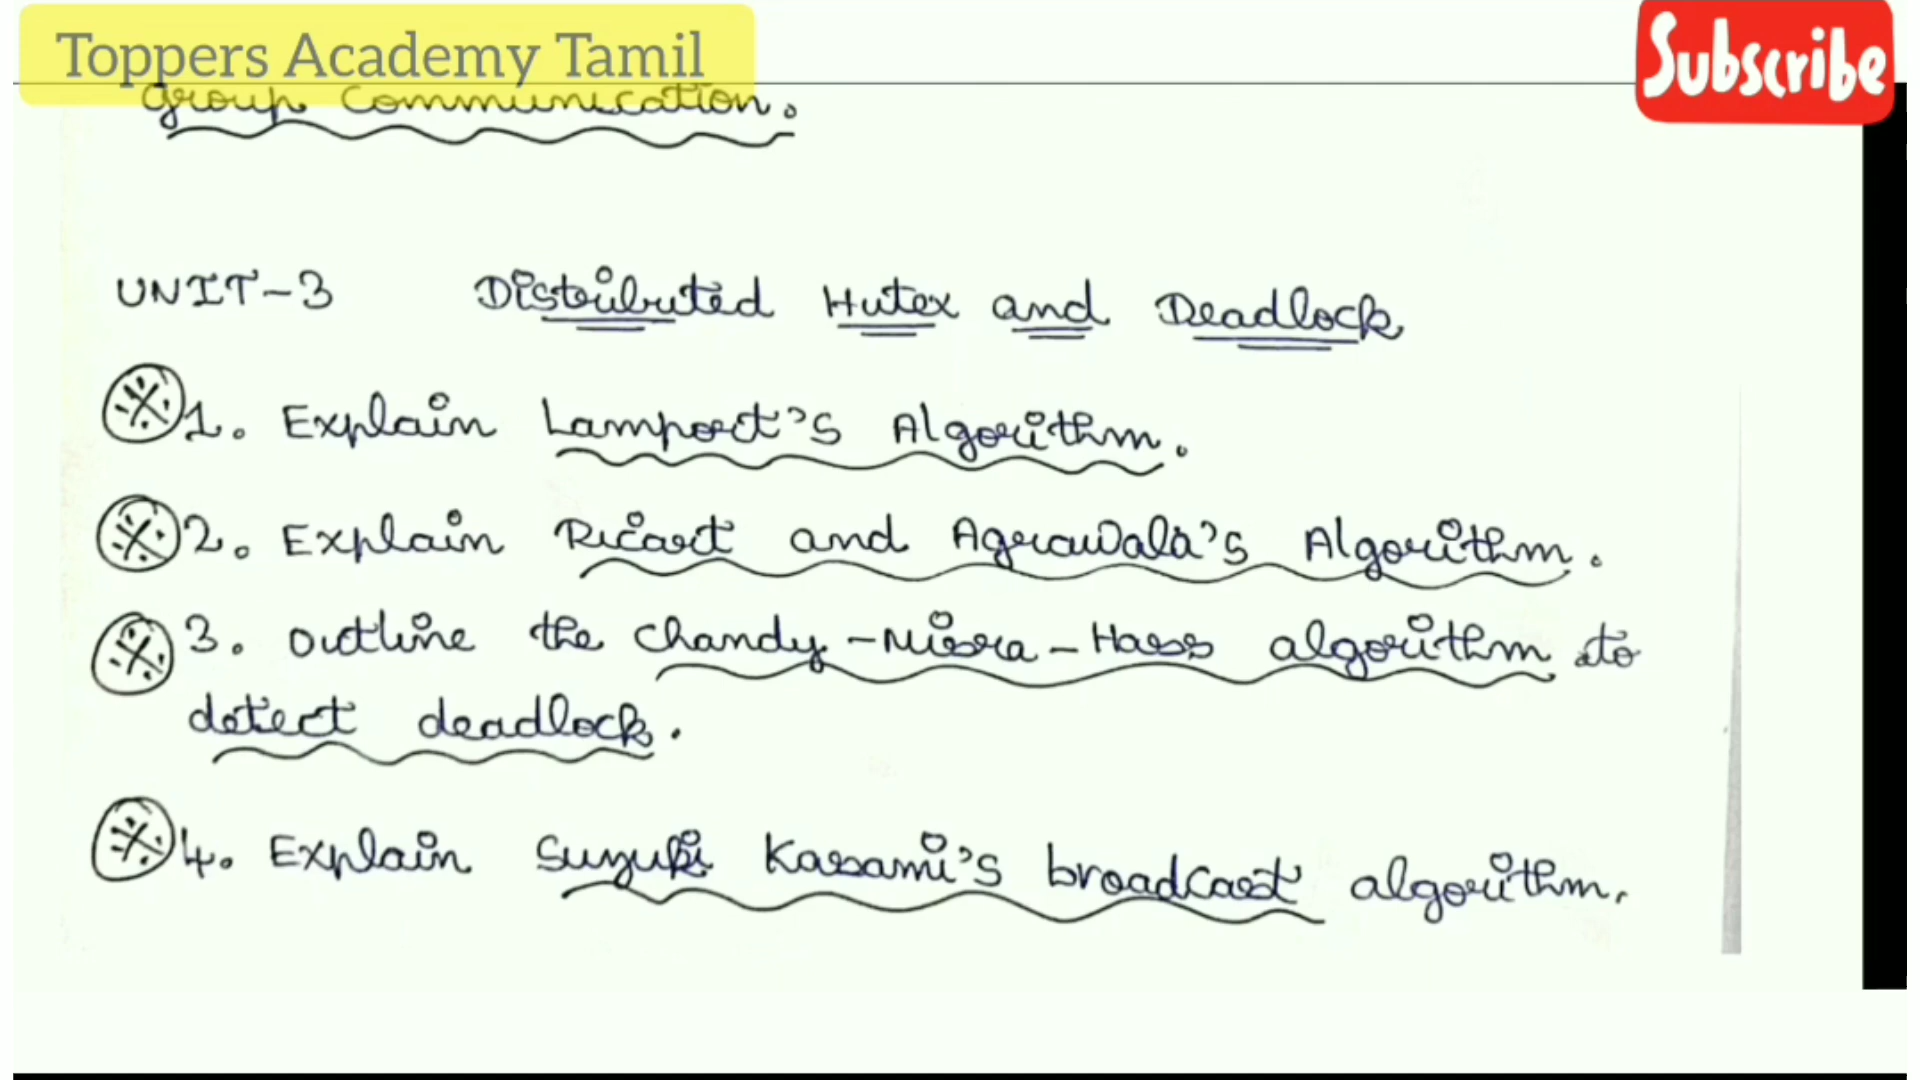 Toppers Academy Tamil
Subscribe
group communication.
UNIT-3 Distributed Mutex and Deadlock
1. Explain Lamport's Algorithm.
2. Explain Ricart and Agrawala's Algorithm.
3. outline the chandy-Misra-Hass algorithm to
detect deadlock.
4. Explain Suzuki Kasami's broadcast algorithm.